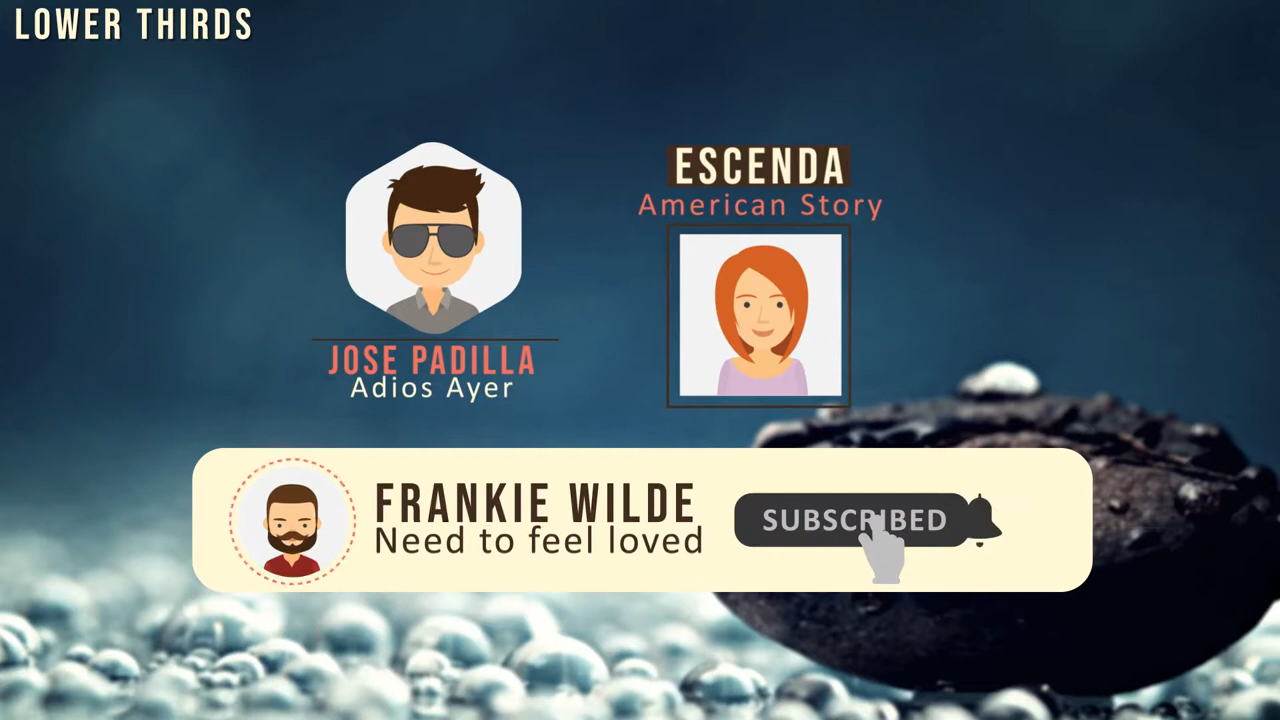 LOWER THIRDS
JOSE PADILLA
Adios Ayer
ESCENDA
American Story
FRANKIE WILDE
Need to feel loved
SUBSCRIBED